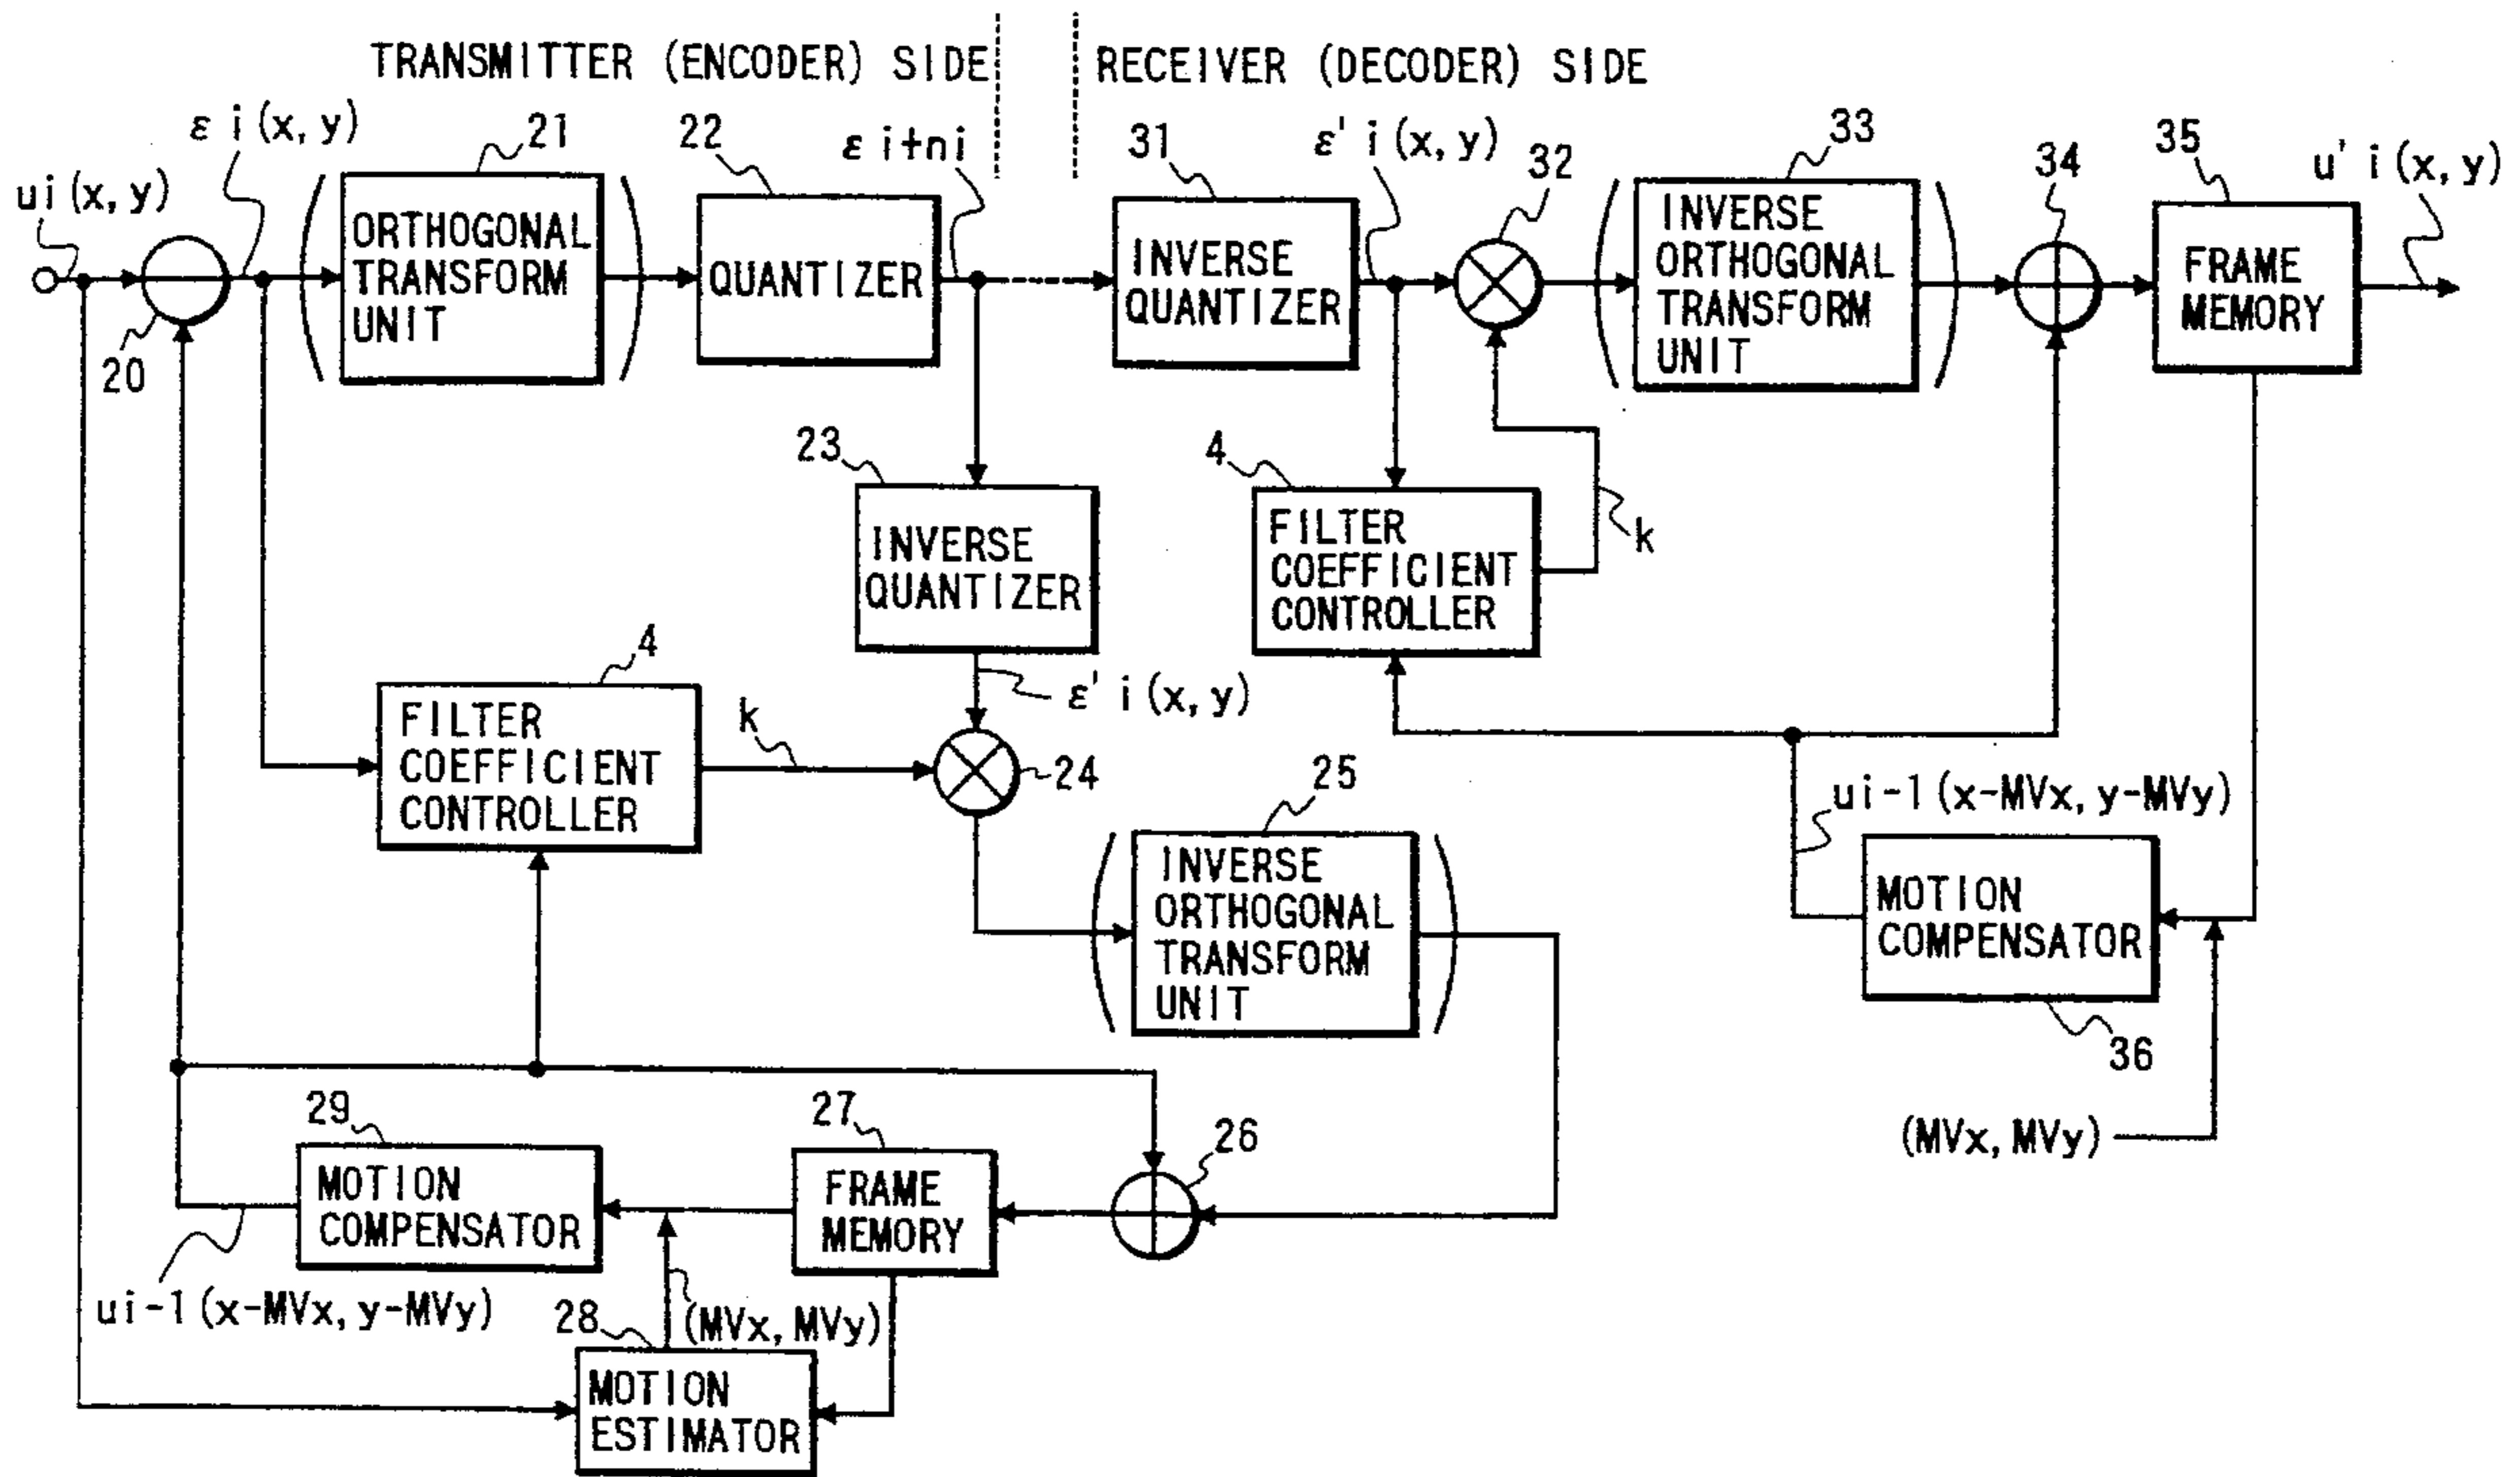 TRANSMITTER (ENCODER) SIDE
RECEIVER (DECODER) SIDE
ui(x,y)
εi(x,y)
21
22
εi+ni
31
ε'i(x,y)
32
33
34
35
u'i(x,y)
20
ORTHOGONAL
TRANSFORM
UNIT
QUANTIZER
INVERSE
QUANTIZER
INVERSE
ORTHOGONAL
TRANSFORM
UNIT
FRAME
MEMORY
23
INVERSE
QUANTIZER
4
FILTER
COEFFICIENT
CONTROLLER
k
4
FILTER
COEFFICIENT
CONTROLLER
k
ε'i(x,y)
24
25
INVERSE
ORTHOGONAL
TRANSFORM
UNIT
ui-1(x-MVx,y-MVy)
MOTION
COMPENSATOR
36
(MVx,MVy)
29
MOTION
COMPENSATOR
27
FRAME
MEMORY
26
ui-1(x-MVx,y-MVy)
28
(MVx,MVy)
MOTION
ESTIMATOR